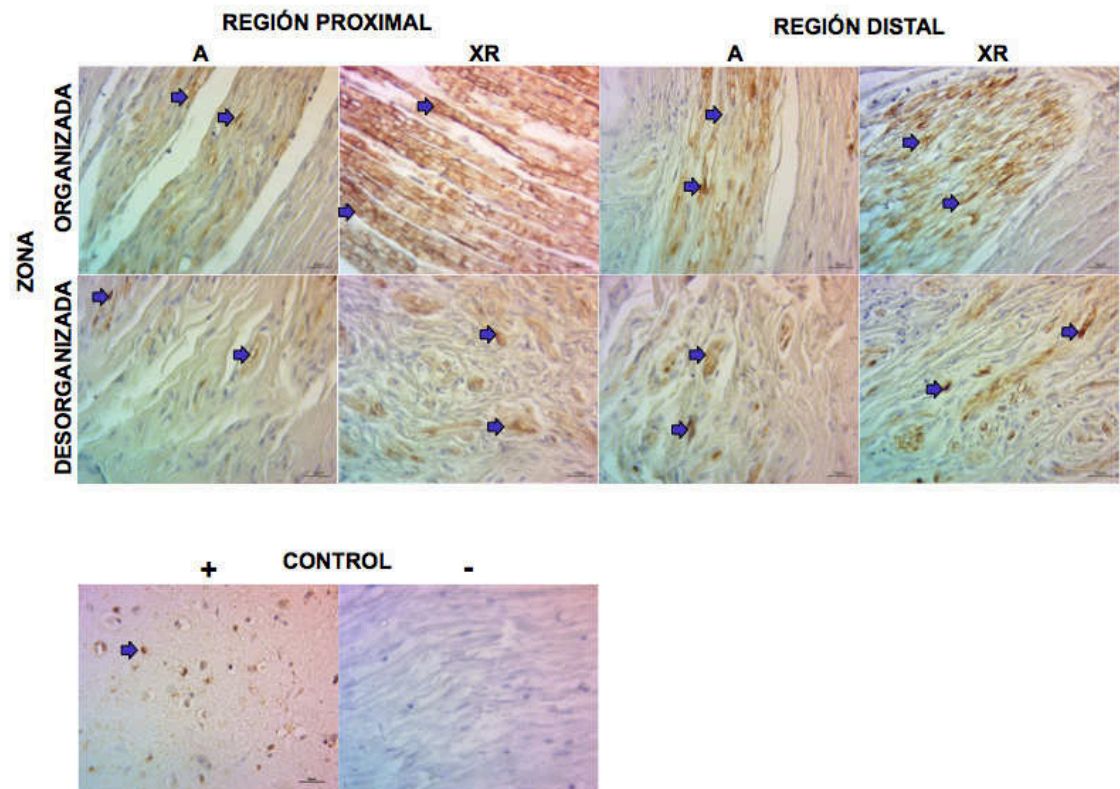 REGIÓN PROXIMAL
REGIÓN DISTAL
A
XR
A
XR
ZONA
ORGANIZADA
DESORGANIZADA
CONTROL
+
-